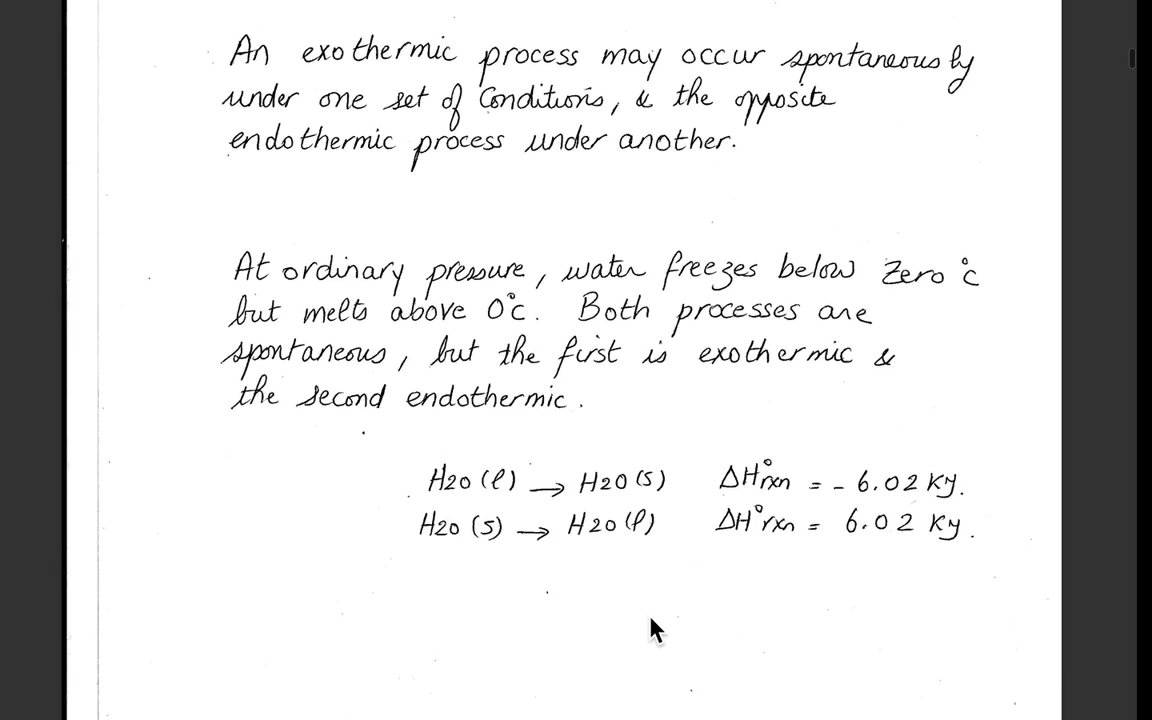 An exothermic process may occur spontaneously
under one set of Conditions, & the opposite
endothermic process under another.
At ordinary pressure, water freezes below Zero °C
but melts above 0°C. Both processes are
spontaneous, but the first is exothermic &
the second endothermic.
H2O (l) → H2O (s) ΔH°rxn = - 6.02 KJ.
H2O (s) → H2O (l) ΔH°rxn = 6.02 KJ.